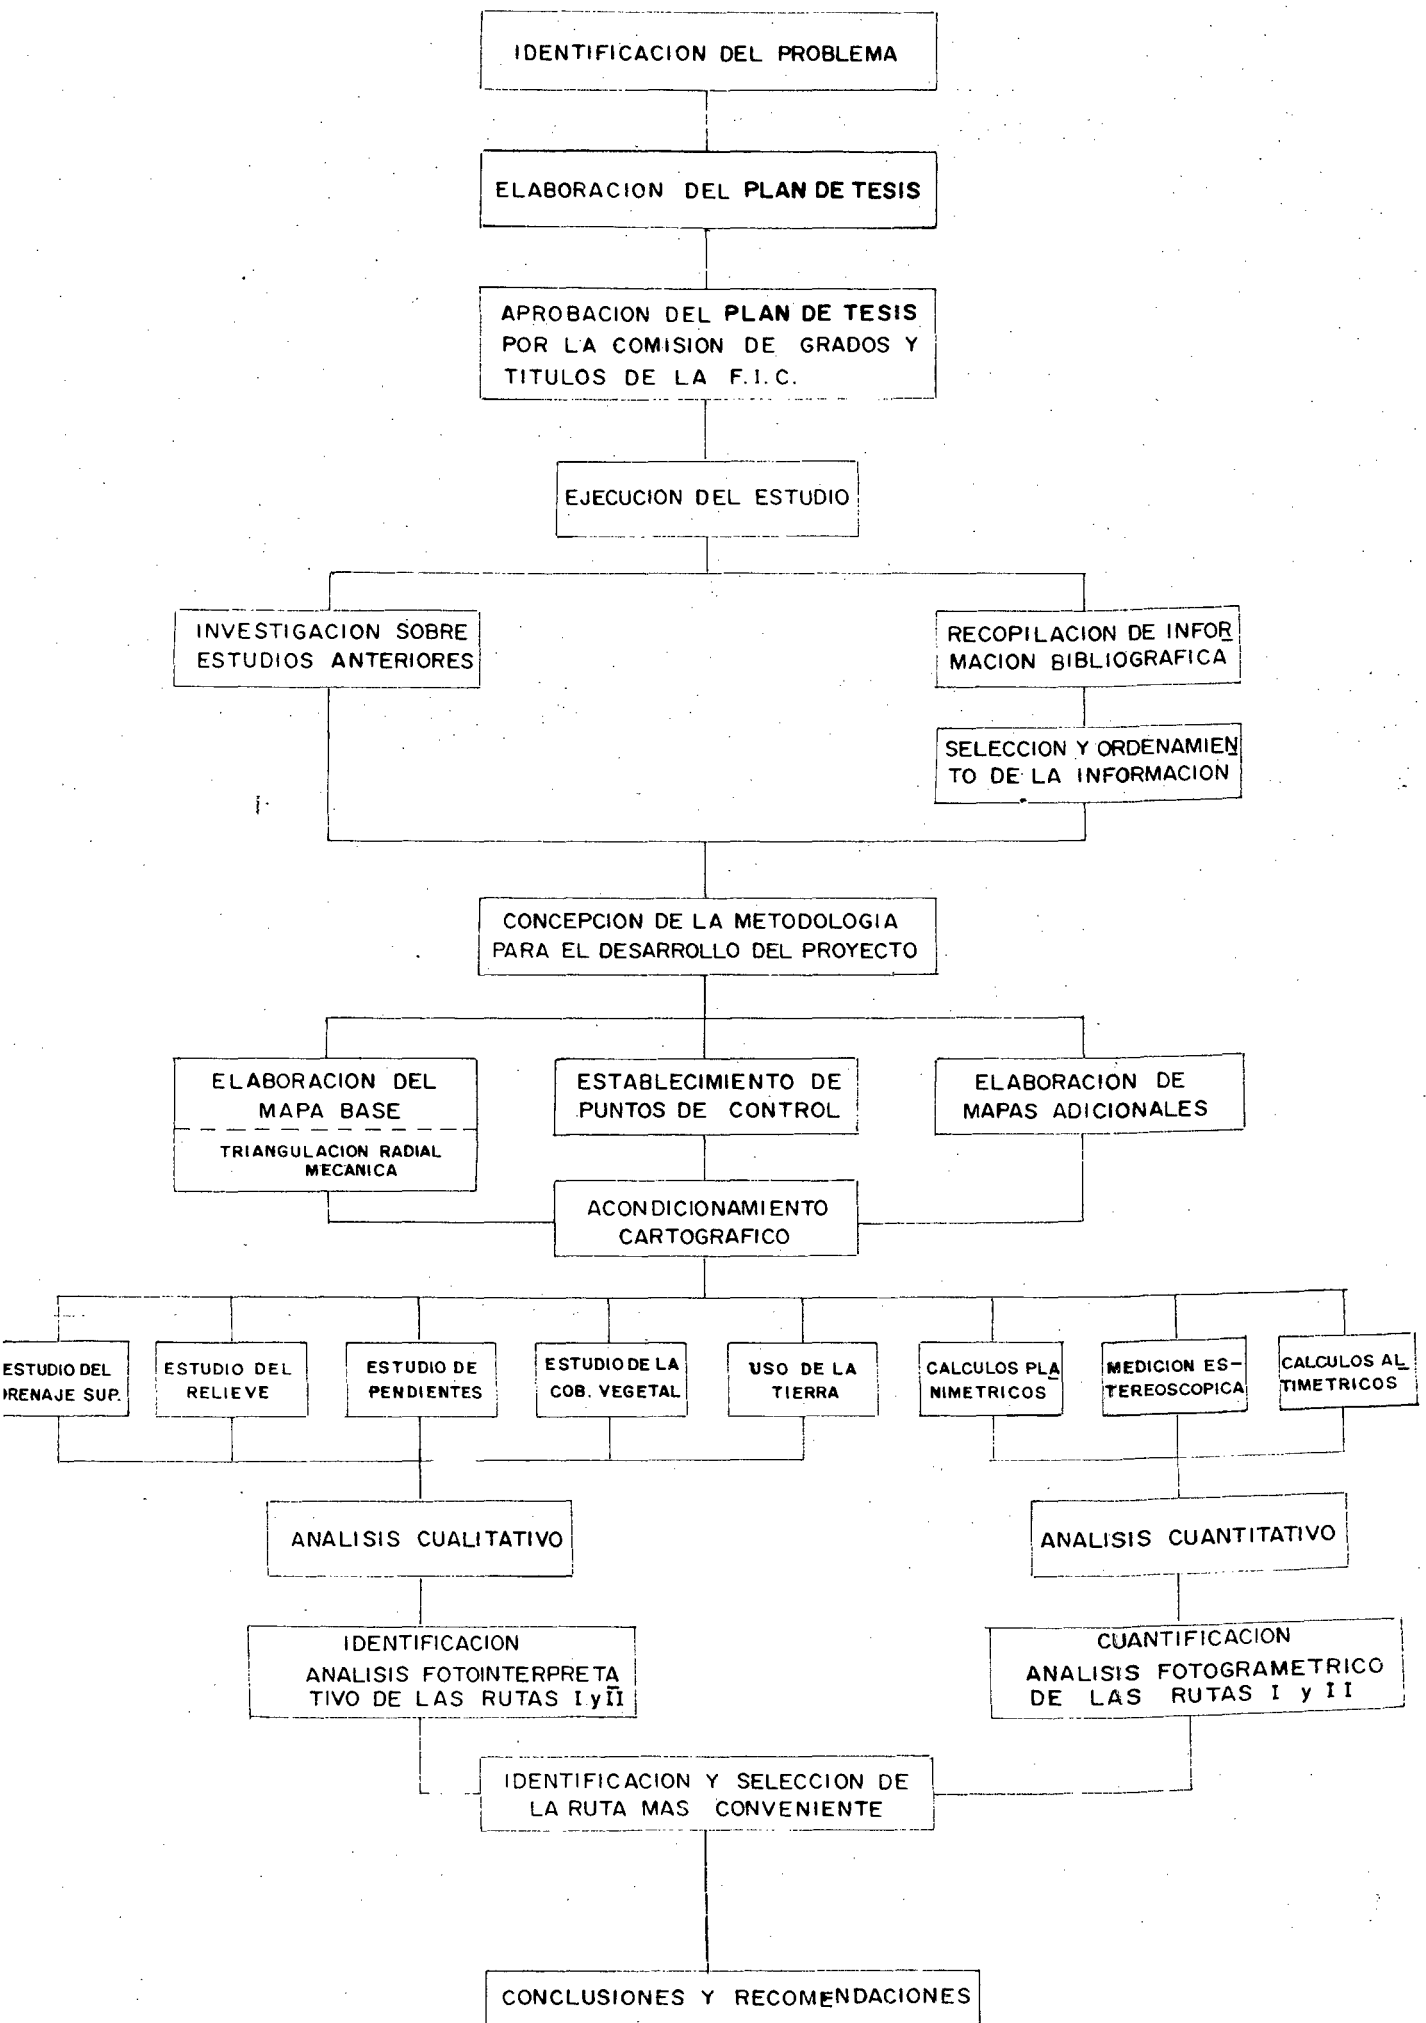 IDENTIFICACION DEL PROBLEMA
ELABORACION DEL PLAN DE TESIS
APROBACION DEL PLAN DE TESIS
POR LA COMISION DE GRADOS Y
TITULOS DE LA F.I.C.
EJECUCION DEL ESTUDIO
INVESTIGACION SOBRE
ESTUDIOS ANTERIORES
RECOPILACION DE INFOR
MACION BIBLIOGRAFICA
SELECCION Y ORDENAMIEN
TO DE LA INFORMACION
CONCEPCION DE LA METODOLOGIA
PARA EL DESARROLLO DEL PROYECTO
ELABORACION DEL
MAPA BASE
TRIANGULACION RADIAL
MECANICA
ESTABLECIMIENTO DE
PUNTOS DE CONTROL
ELABORACION DE
MAPAS ADICIONALES
ACONDICIONAMIENTO
CARTOGRAFICO
ESTUDIO DEL
RENAJE SUP.
ESTUDIO DEL
RELIEVE
ESTUDIO DE
PENDIENTES
ESTUDIO DE LA
COB. VEGETAL
USO DE LA
TIERRA
CALCULOS PLA
NIMETRICOS
MEDICION ES-
TEREOSCOPICA
CALCULOS AL
TIMETRICOS
ANALISIS CUALITATIVO
ANALISIS CUANTITATIVO
IDENTIFICACION
ANALISIS FOTOINTERPRETA
TIVO DE LAS RUTAS I y II
CUANTIFICACION
ANALISIS FOTOGRAMETRICO
DE LAS RUTAS I y II
IDENTIFICACION Y SELECCION DE
LA RUTA MAS CONVENIENTE
CONCLUSIONES Y RECOMENDACIONES